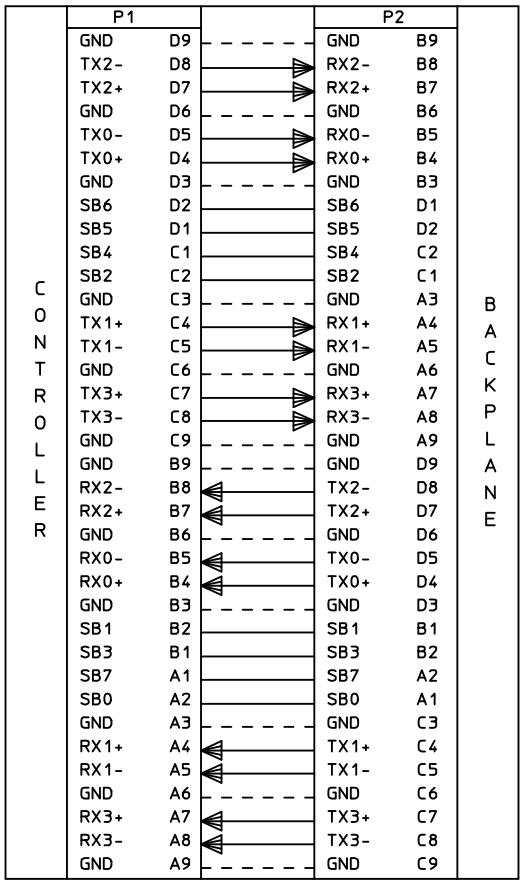 P1 P2
GND D9 GND B9
TX2- D8 RX2- B8
TX2+ D7 RX2+ B7
GND D6 GND B6
TX0- D5 RX0- B5
TX0+ D4 RX0+ B4
GND D3 GND B3
SB6 D2 SB6 D1
SB5 D1 SB5 D2
SB4 C1 SB4 C2
SB2 C2 SB2 C1
GND C3 GND A3
TX1+ C4 RX1+ A4
TX1- C5 RX1- A5
GND C6 GND A6
TX3+ C7 RX3+ A7
TX3- C8 RX3- A8
GND C9 GND A9
GND B9 GND D9
RX2- B8 TX2- D8
RX2+ B7 TX2+ D7
GND B6 GND D6
RX0- B5 TX0- D5
RX0+ B4 TX0+ D4
GND B3 GND D3
SB1 B2 SB1 B1
SB3 B1 SB3 B2
SB7 A1 SB7 A2
SB0 A2 SB0 A1
GND A3 GND C3
RX1+ A4 TX1+ C4
RX1- A5 TX1- C5
GND A6 GND C6
RX3+ A7 TX3+ C7
RX3- A8 TX3- C8
GND A9 GND C9
CONTROLLER
BACKPLANE